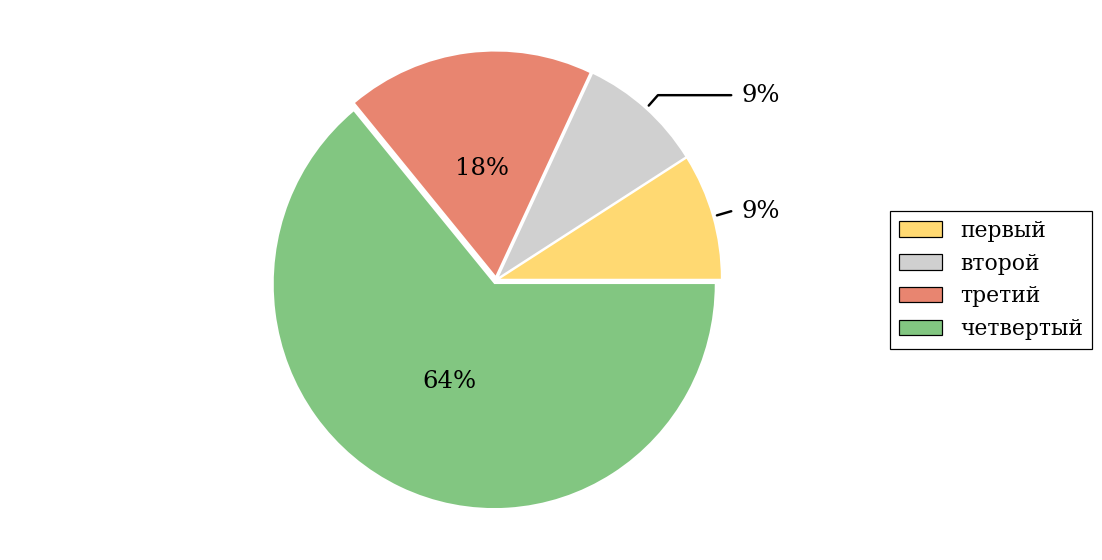 9%
18%
9%
64%
первый
второй
третий
четвертый